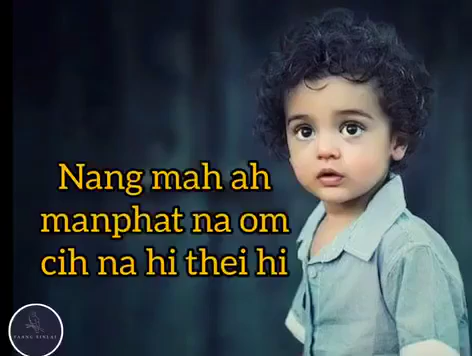 Nang mah ah
manphat na om
cih na hi thei hi